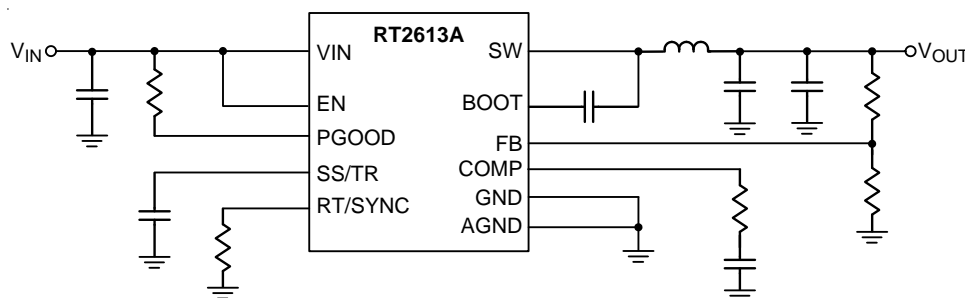 RT2613A
VIN
VIN
SW
VOUT
EN
BOOT
PGOOD
FB
SS/TR
COMP
RT/SYNC
GND
AGND